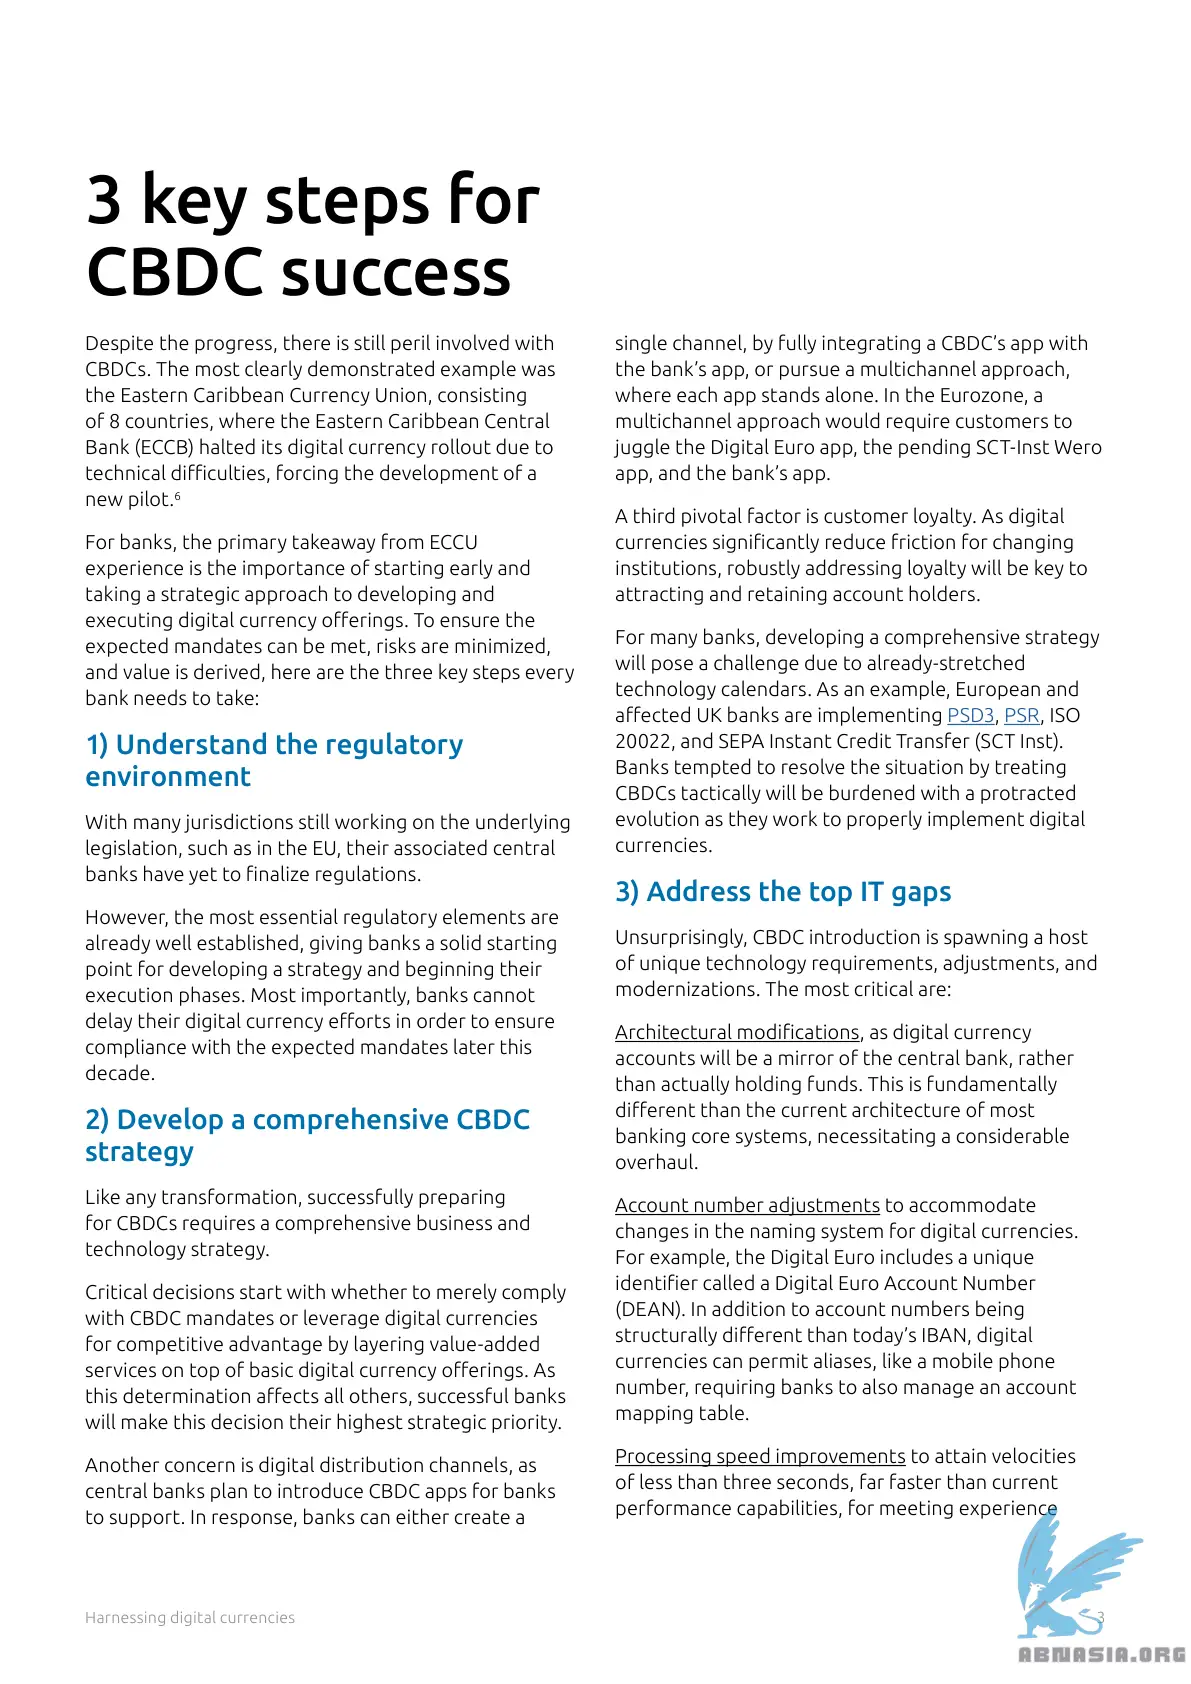 3 key steps for
CBDC success
Despite the progress, there is still peril involved with
CBDCs. The most clearly demonstrated example was
the Eastern Caribbean Currency Union, consisting
of 8 countries, where the Eastern Caribbean Central
Bank (ECCB) halted its digital currency rollout due to
technical difficulties, forcing the development of a
new pilot.⁶
For banks, the primary takeaway from ECCU
experience is the importance of starting early and
taking a strategic approach to developing and
executing digital currency offerings. To ensure the
expected mandates can be met, risks are minimized,
and value is derived, here are the three key steps every
bank needs to take:
1) Understand the regulatory
environment
With many jurisdictions still working on the underlying
legislation, such as in the EU, their associated central
banks have yet to finalize regulations.
However, the most essential regulatory elements are
already well established, giving banks a solid starting
point for developing a strategy and beginning their
execution phases. Most importantly, banks cannot
delay their digital currency efforts in order to ensure
compliance with the expected mandates later this
decade.
2) Develop a comprehensive CBDC
strategy
Like any transformation, successfully preparing
for CBDCs requires a comprehensive business and
technology strategy.
Critical decisions start with whether to merely comply
with CBDC mandates or leverage digital currencies
for competitive advantage by layering value-added
services on top of basic digital currency offerings. As
this determination affects all others, successful banks
will make this decision their highest strategic priority.
Another concern is digital distribution channels, as
central banks plan to introduce CBDC apps for banks
to support. In response, banks can either create a
single channel, by fully integrating a CBDC’s app with
the bank’s app, or pursue a multichannel approach,
where each app stands alone. In the Eurozone, a
multichannel approach would require customers to
juggle the Digital Euro app, the pending SCT-Inst Wero
app, and the bank’s app.
A third pivotal factor is customer loyalty. As digital
currencies significantly reduce friction for changing
institutions, robustly addressing loyalty will be key to
attracting and retaining account holders.
For many banks, developing a comprehensive strategy
will pose a challenge due to already-stretched
technology calendars. As an example, European and
affected UK banks are implementing PSD3, PSR, ISO
20022, and SEPA Instant Credit Transfer (SCT Inst).
Banks tempted to resolve the situation by treating
CBDCs tactically will be burdened with a protracted
evolution as they work to properly implement digital
currencies.
3) Address the top IT gaps
Unsurprisingly, CBDC introduction is spawning a host
of unique technology requirements, adjustments, and
modernizations. The most critical are:
Architectural modifications, as digital currency
accounts will be a mirror of the central bank, rather
than actually holding funds. This is fundamentally
different than the current architecture of most
banking core systems, necessitating a considerable
overhaul.
Account number adjustments to accommodate
changes in the naming system for digital currencies.
For example, the Digital Euro includes a unique
identifier called a Digital Euro Account Number
(DEAN). In addition to account numbers being
structurally different than today’s IBAN, digital
currencies can permit aliases, like a mobile phone
number, requiring banks to also manage an account
mapping table.
Processing speed improvements to attain velocities
of less than three seconds, far faster than current
performance capabilities, for meeting experience
Harnessing digital currencies
3
ABNASIA.ORG